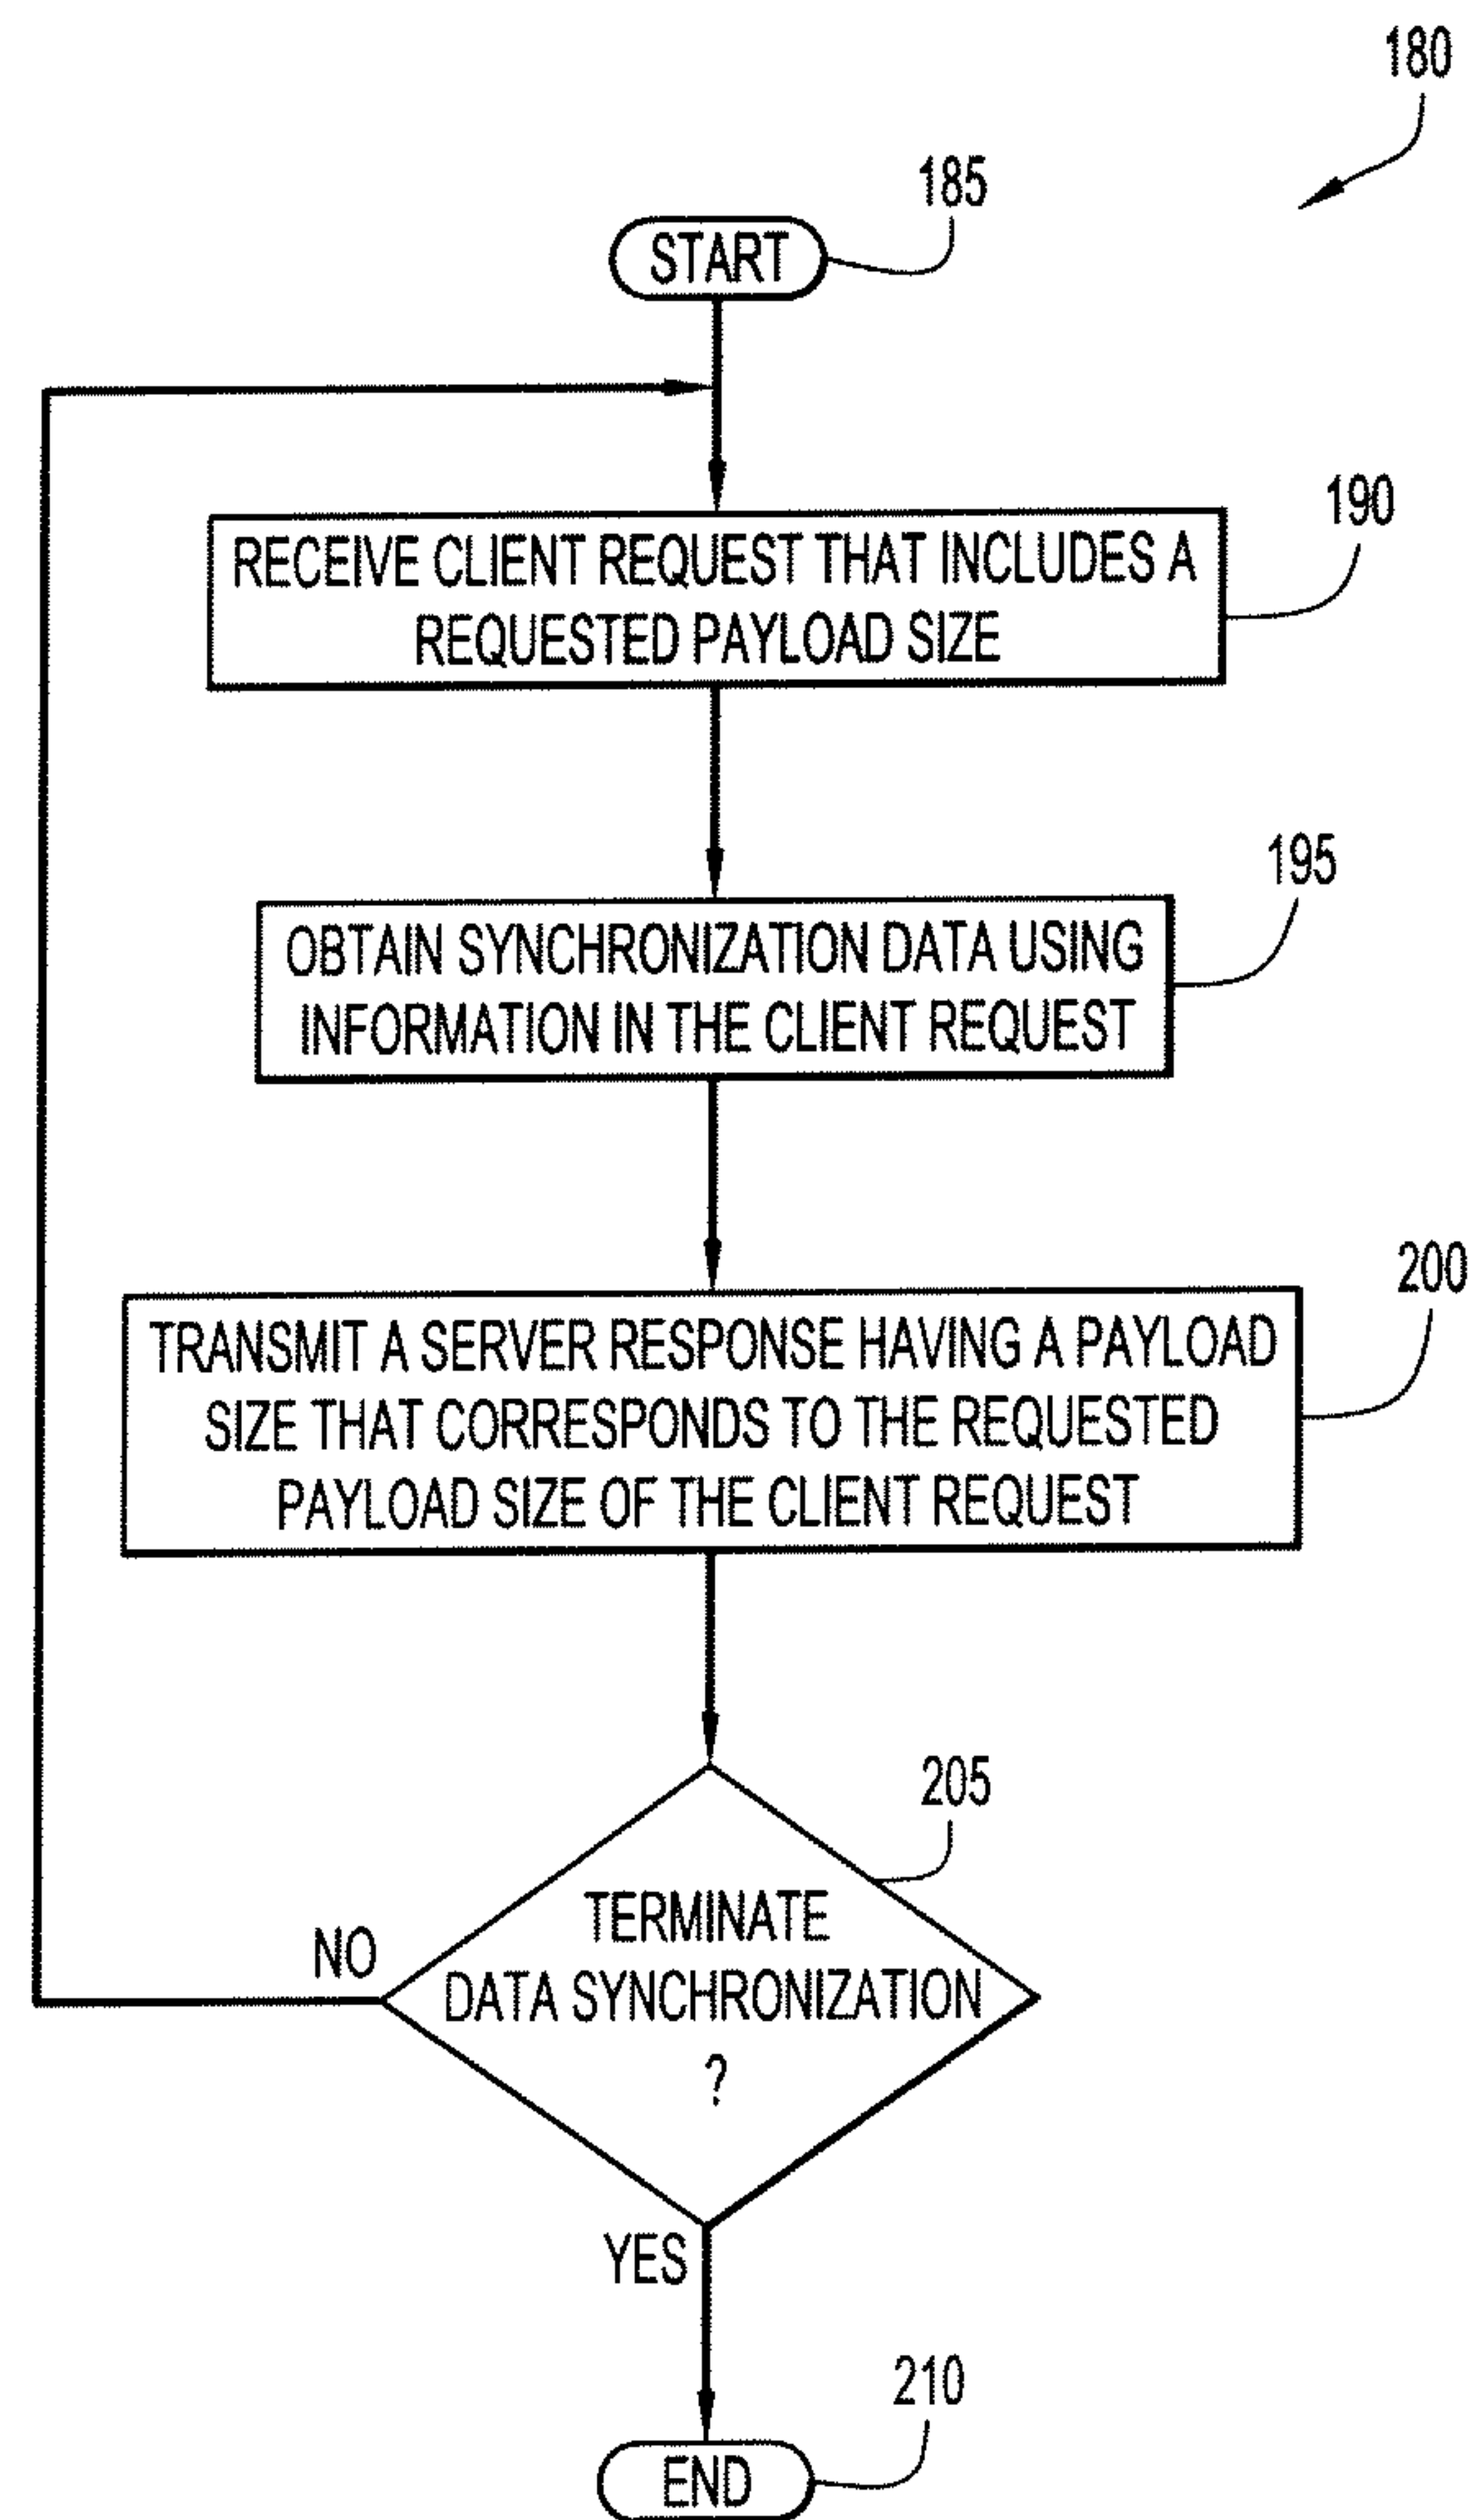 180
185
START
190
RECEIVE CLIENT REQUEST THAT INCLUDES A
REQUESTED PAYLOAD SIZE
195
OBTAIN SYNCHRONIZATION DATA USING
INFORMATION IN THE CLIENT REQUEST
200
TRANSMIT A SERVER RESPONSE HAVING A PAYLOAD
SIZE THAT CORRESPONDS TO THE REQUESTED
PAYLOAD SIZE OF THE CLIENT REQUEST
205
TERMINATE
DATA SYNCHRONIZATION
?
NO
YES
210
END